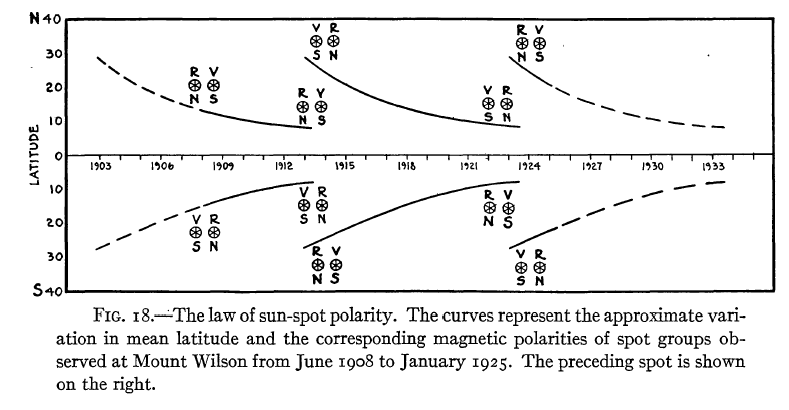 N 40
V R
S N
R V
N S
30
R V
N S
20
R V
N S
V R
S N
10
LATITUDE
0
1903 1906 1909 1912 1915 1918 1921 1924 1927 1930 1933
10
V R
S N
R V
N S
20
V R
S N
30
R V
N S
V R
S N
S 40
FIG. 18.—The law of sun-spot polarity. The curves represent the approximate vari-
ation in mean latitude and the corresponding magnetic polarities of spot groups ob-
served at Mount Wilson from June 1908 to January 1925. The preceding spot is shown
on the right.